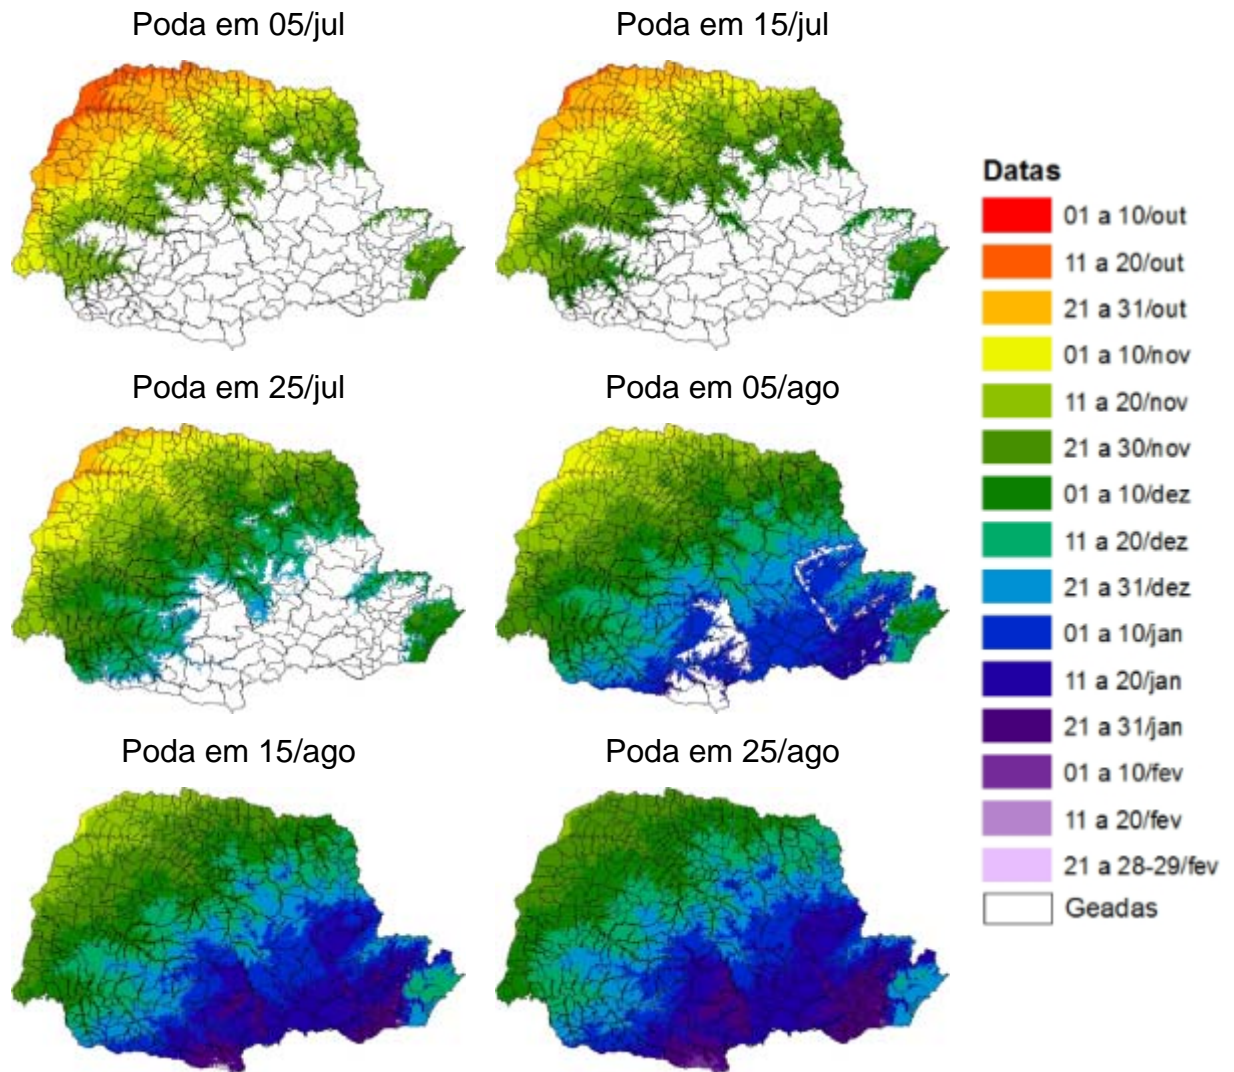 Poda em 05/jul
Poda em 15/jul
Poda em 25/jul
Poda em 05/ago
Poda em 15/ago
Poda em 25/ago
Datas
01 a 10/out
11 a 20/out
21 a 31/out
01 a 10/nov
11 a 20/nov
21 a 30/nov
01 a 10/dez
11 a 20/dez
21 a 31/dez
01 a 10/jan
11 a 20/jan
21 a 31/jan
01 a 10/fev
11 a 20/fev
21 a 28-29/fev
Geadas